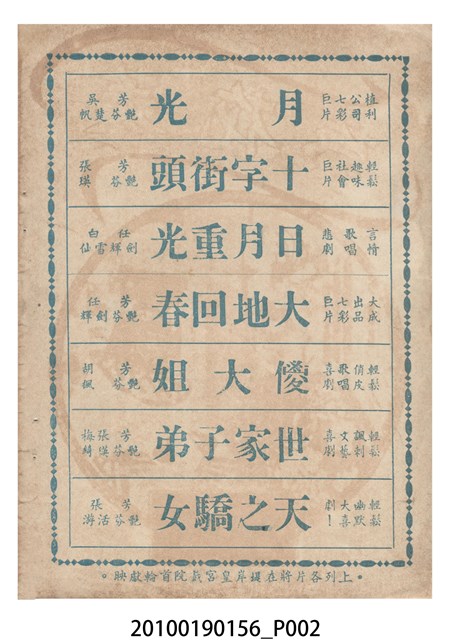 植利公司七彩巨片 月光 芳艷芬 吳楚帆
輕鬆趣味社會巨片 十字街頭 芳艷芬 張瑛
言情歌唱悲劇 日月重光 任劍輝 白雪仙
大成出品七彩巨片 大地回春 芳艷芬 任劍輝
輕鬆俏皮歌唱喜劇 儍大姐 芳艷芬 胡楓
輕鬆諷刺文藝喜劇 世家子弟 芳艷芬 張瑛 梅綺
輕鬆幽默大喜劇！ 天之驕女 芳艷芬 張活游
上列各片將在堤岸皇宮戲院首輪獻映。
20100190156_P002